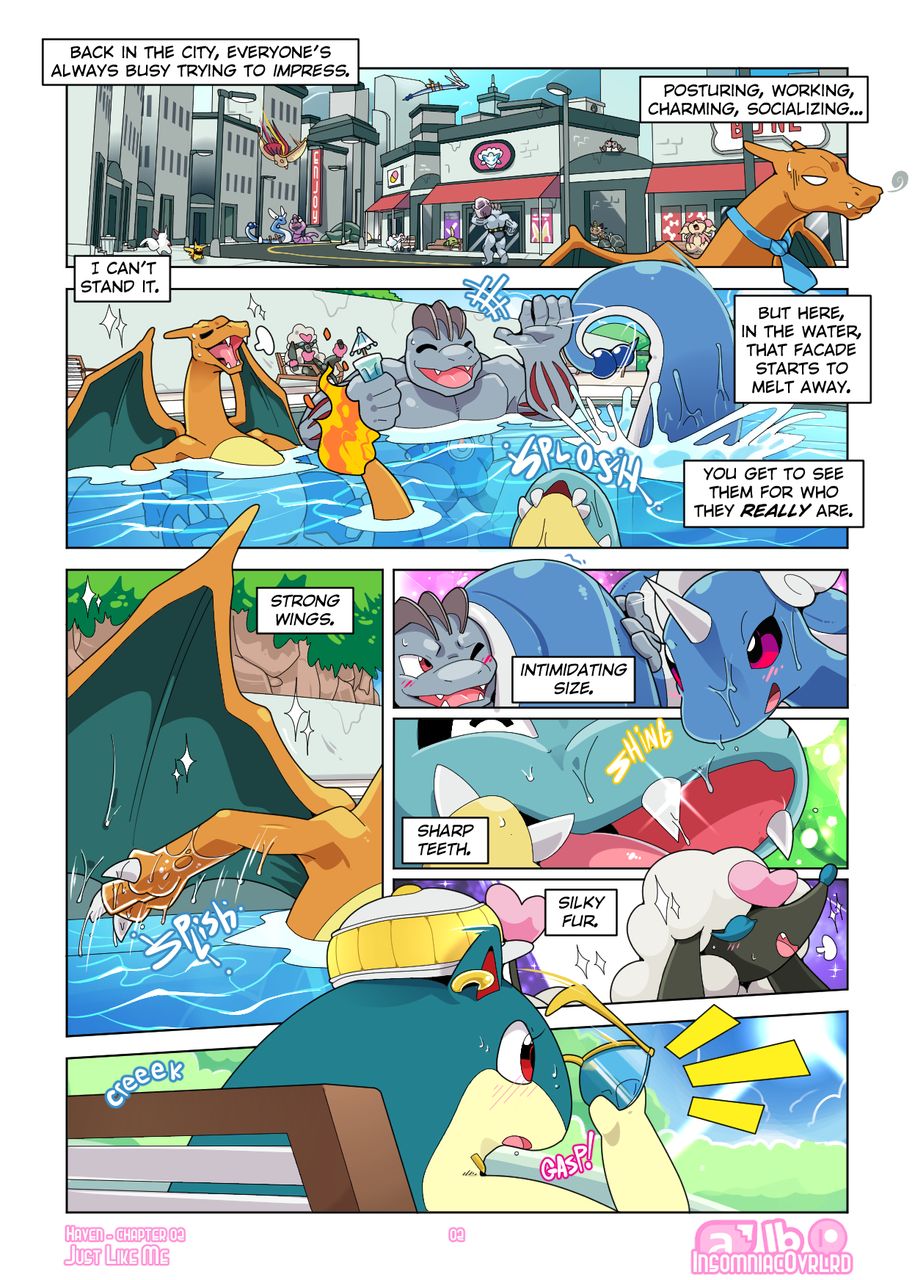 BACK IN THE CITY, EVERYONE'S
ALWAYS BUSY TRYING TO IMPRESS.
POSTURING, WORKING,
CHARMING, SOCIALIZING...
ENJOY
I CAN'T
STAND IT.
BUT HERE,
IN THE WATER,
THAT FACADE
STARTS TO
MELT AWAY.
SPLOSH
YOU GET TO SEE
THEM FOR WHO
THEY REALLY ARE.
STRONG
WINGS.
SPLISH
INTIMIDATING
SIZE.
SHING
SHARP
TEETH.
SILKY
FUR.
CREEEK
GASP!
HAVEN - CHAPTER 02
JUST LIKE ME
02
a lb
INSOMNIACOVRLRD